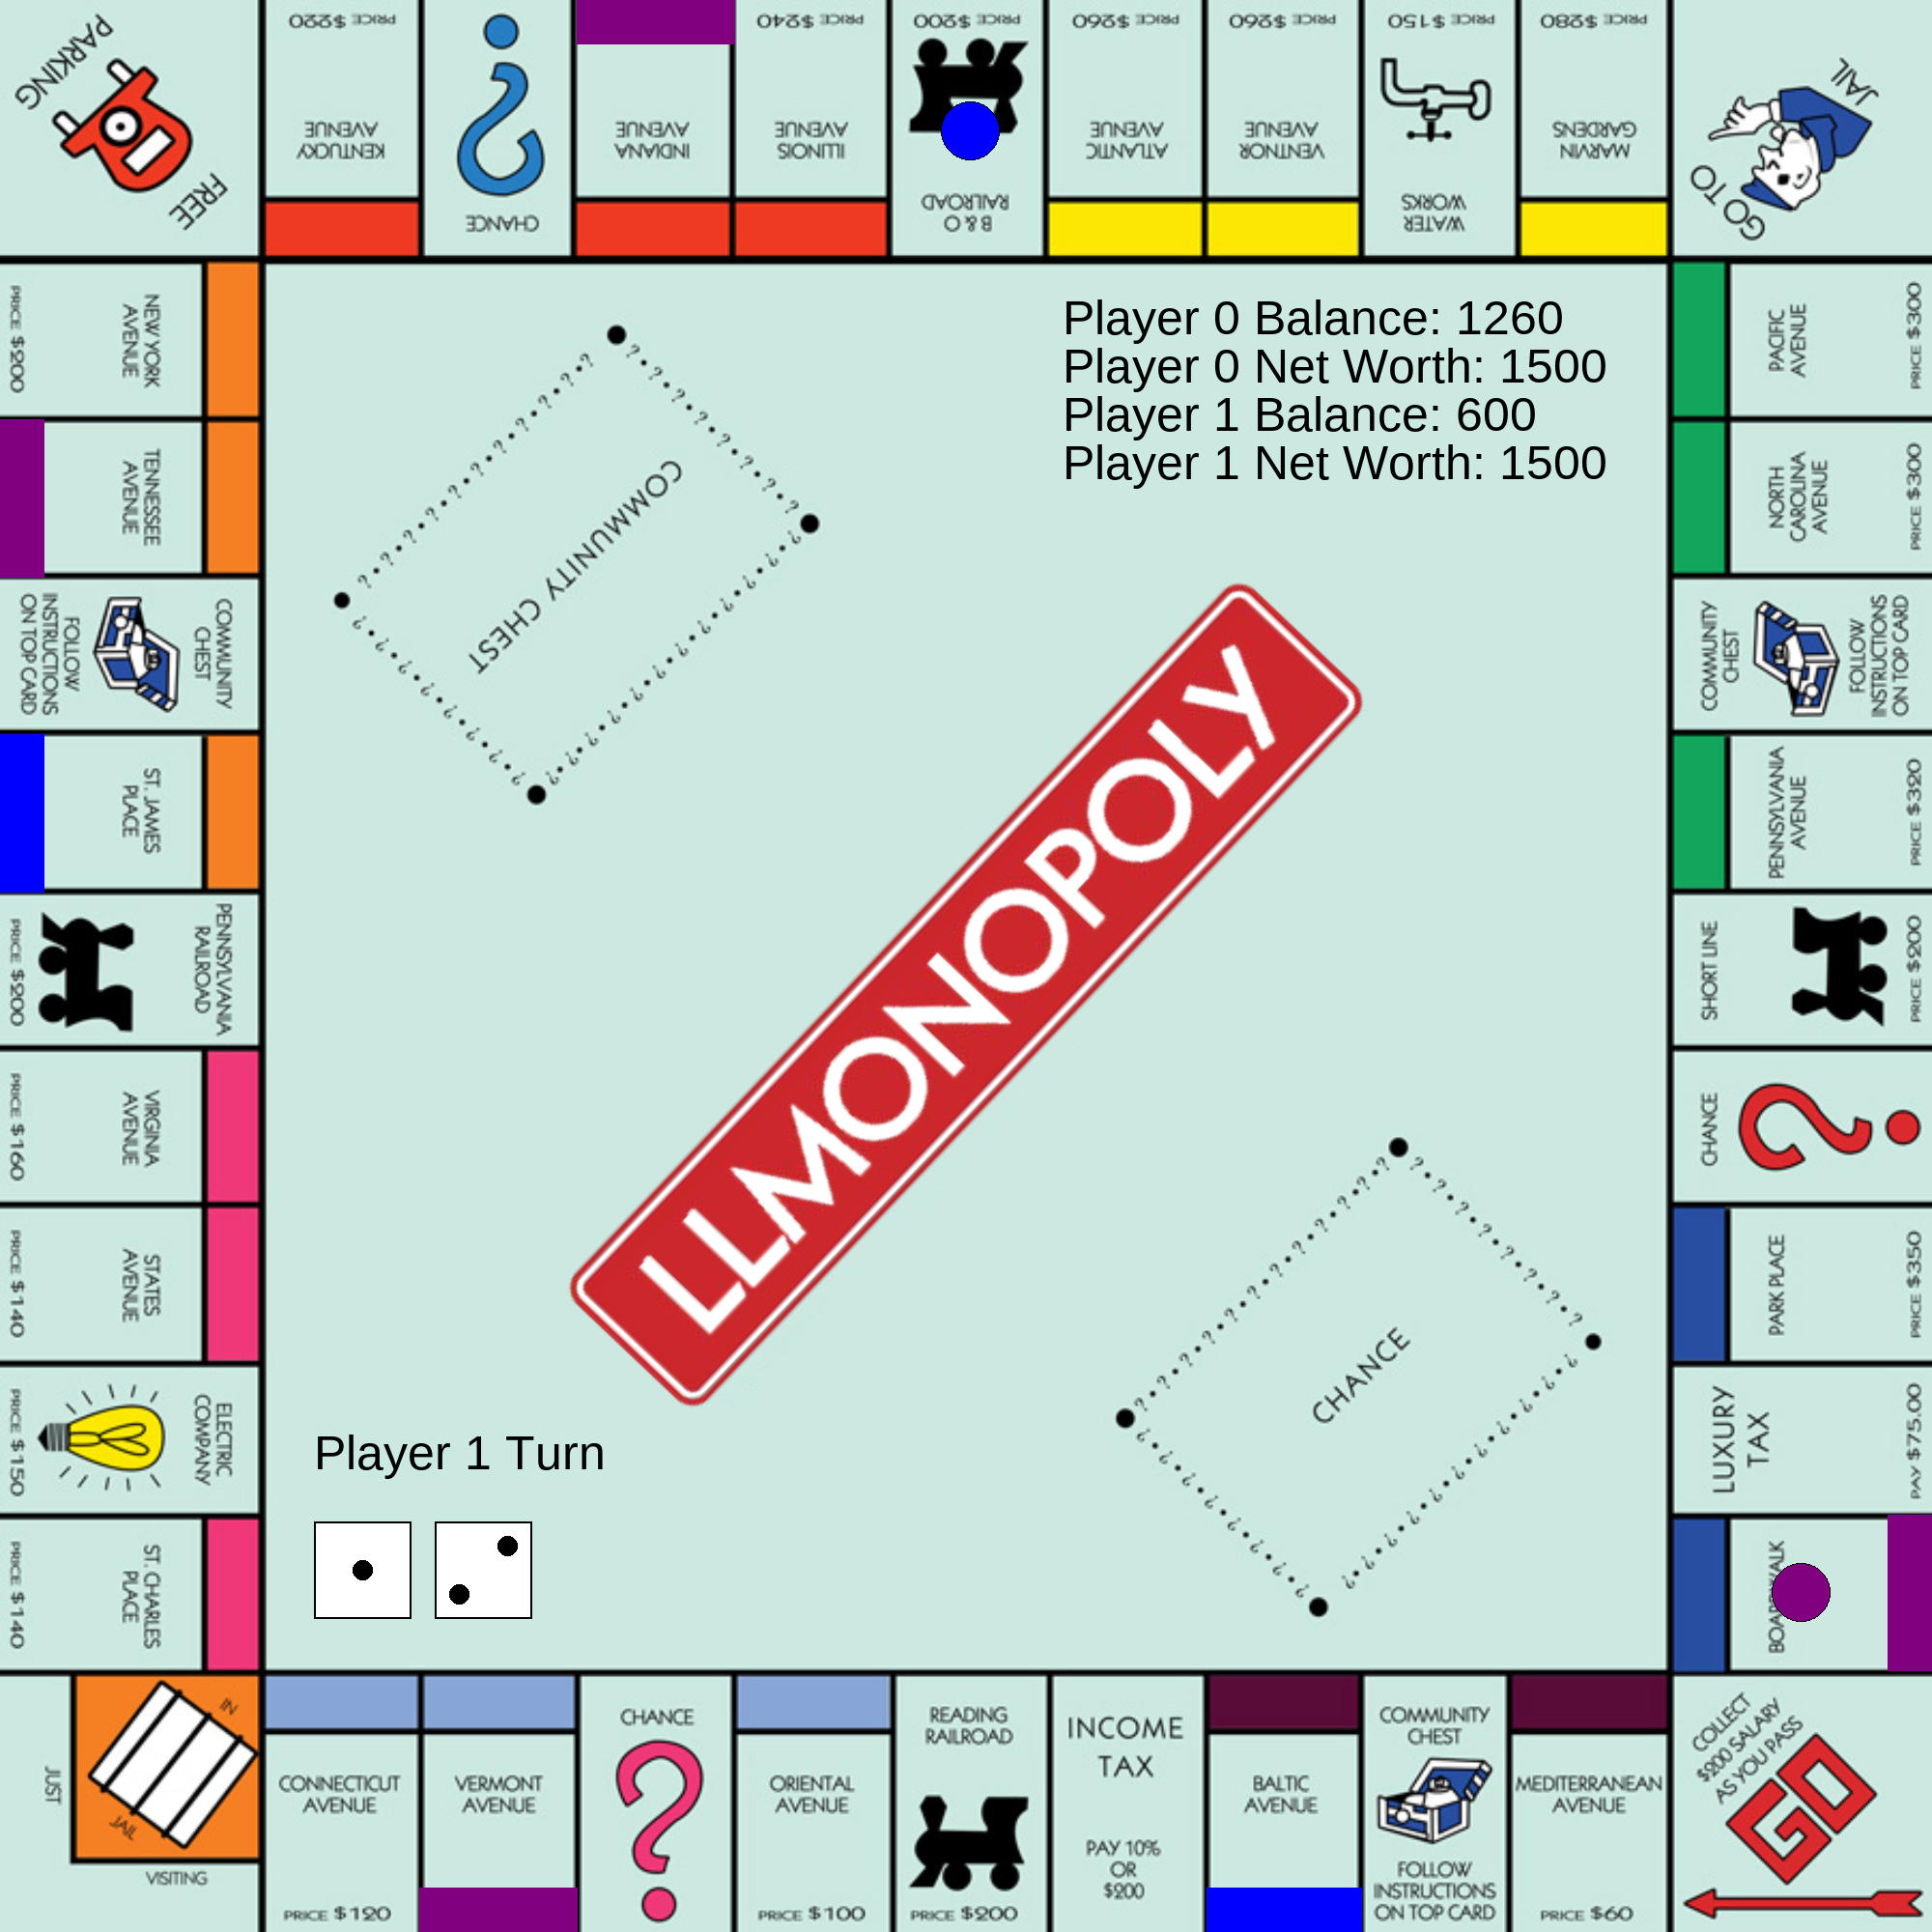 FREE
PARKING
PRICE $220
KENTUCKY
AVENUE
CHANCE
INDIANA
AVENUE
PRICE $240
ILLINOIS
AVENUE
PRICE $200
B & O
RAILROAD
PRICE $260
ATLANTIC
AVENUE
PRICE $260
VENTNOR
AVENUE
PRICE $150
WATER
WORKS
PRICE $280
MARVIN
GARDENS
GO TO
JAIL
NEW YORK
AVENUE
PRICE $200
TENNESSEE
AVENUE
COMMUNITY
CHEST
FOLLOW
INSTRUCTIONS
ON TOP CARD
ST. JAMES
PLACE
PENNSYLVANIA
RAILROAD
PRICE $200
VIRGINIA
AVENUE
PRICE $160
STATES
AVENUE
PRICE $140
ELECTRIC
COMPANY
PRICE $150
ST. CHARLES
PLACE
PRICE $140
Player 0 Balance: 1260
Player 0 Net Worth: 1500
Player 1 Balance: 600
Player 1 Net Worth: 1500
COMMUNITY CHEST
LLMONOPOLY
CHANCE
Player 1 Turn
PACIFIC
AVENUE
PRICE $300
NORTH
CAROLINA
AVENUE
PRICE $300
COMMUNITY
CHEST
FOLLOW
INSTRUCTIONS
ON TOP CARD
PENNSYLVANIA
AVENUE
PRICE $320
SHORT LINE
PRICE $200
CHANCE
PARK PLACE
PRICE $350
LUXURY
TAX
PAY $75.00
BOARDWALK
JUST
VISITING
IN
JAIL
CONNECTICUT
AVENUE
PRICE $120
VERMONT
AVENUE
CHANCE
ORIENTAL
AVENUE
PRICE $100
READING
RAILROAD
PRICE $200
INCOME
TAX
PAY 10%
OR
$200
BALTIC
AVENUE
COMMUNITY
CHEST
FOLLOW
INSTRUCTIONS
ON TOP CARD
MEDITERRANEAN
AVENUE
PRICE $60
COLLECT
$200 SALARY
AS YOU PASS
GO